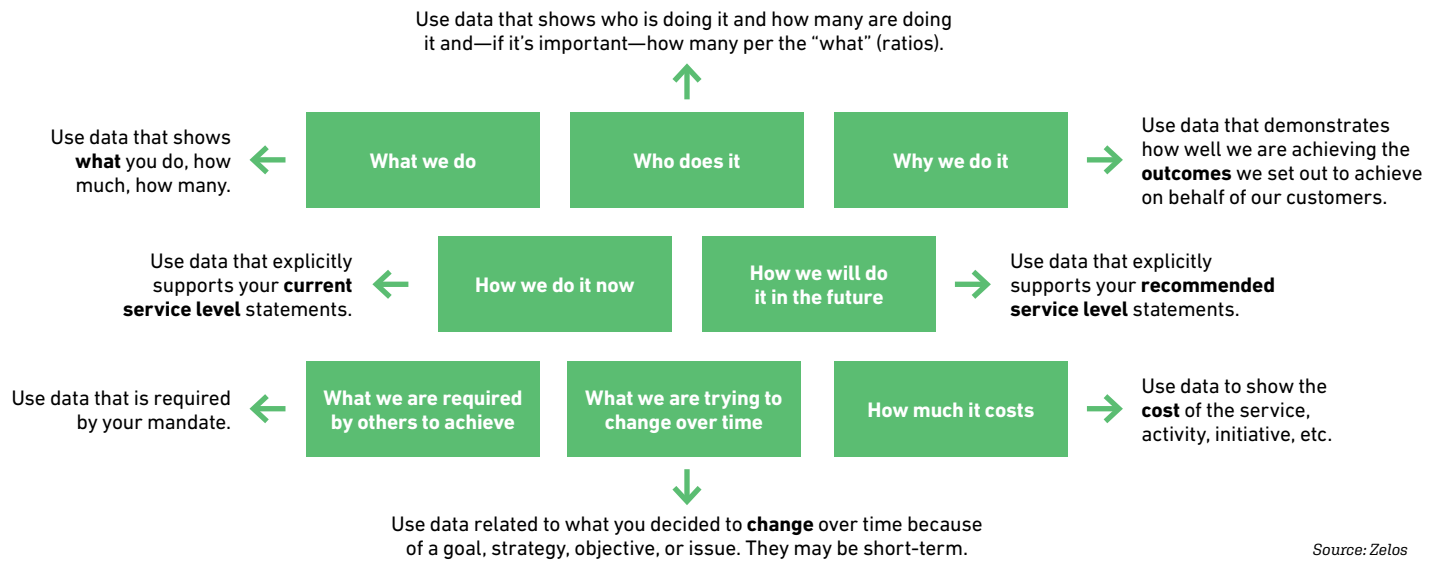 Use data that shows who is doing it and how many are doing
it and—if it's important—how many per the “what” (ratios).
Use data that shows
what you do, how
much, how many.
What we do
Who does it
Why we do it
Use data that demonstrates
how well we are achieving the
outcomes we set out to achieve
on behalf of our customers.
Use data that explicitly
supports your current
service level statements.
How we do it now
How we will do
it in the future
Use data that explicitly
supports your recommended
service level statements.
Use data that is required
by your mandate.
What we are required
by others to achieve
What we are trying to
change over time
How much it costs
Use data to show the
cost of the service,
activity, initiative, etc.
Use data related to what you decided to change over time because
of a goal, strategy, objective, or issue. They may be short-term.
Source: Zelos